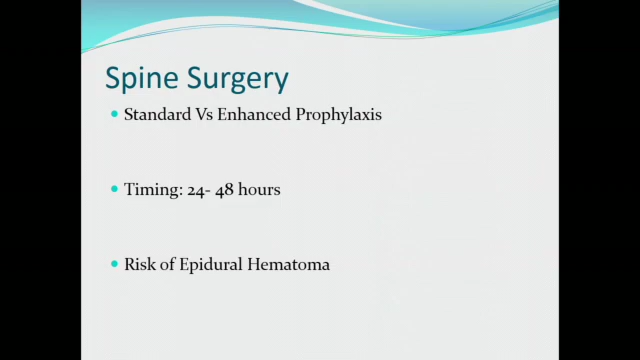 Spine Surgery
Standard Vs Enhanced Prophylaxis
Timing: 24- 48 hours
Risk of Epidural Hematoma